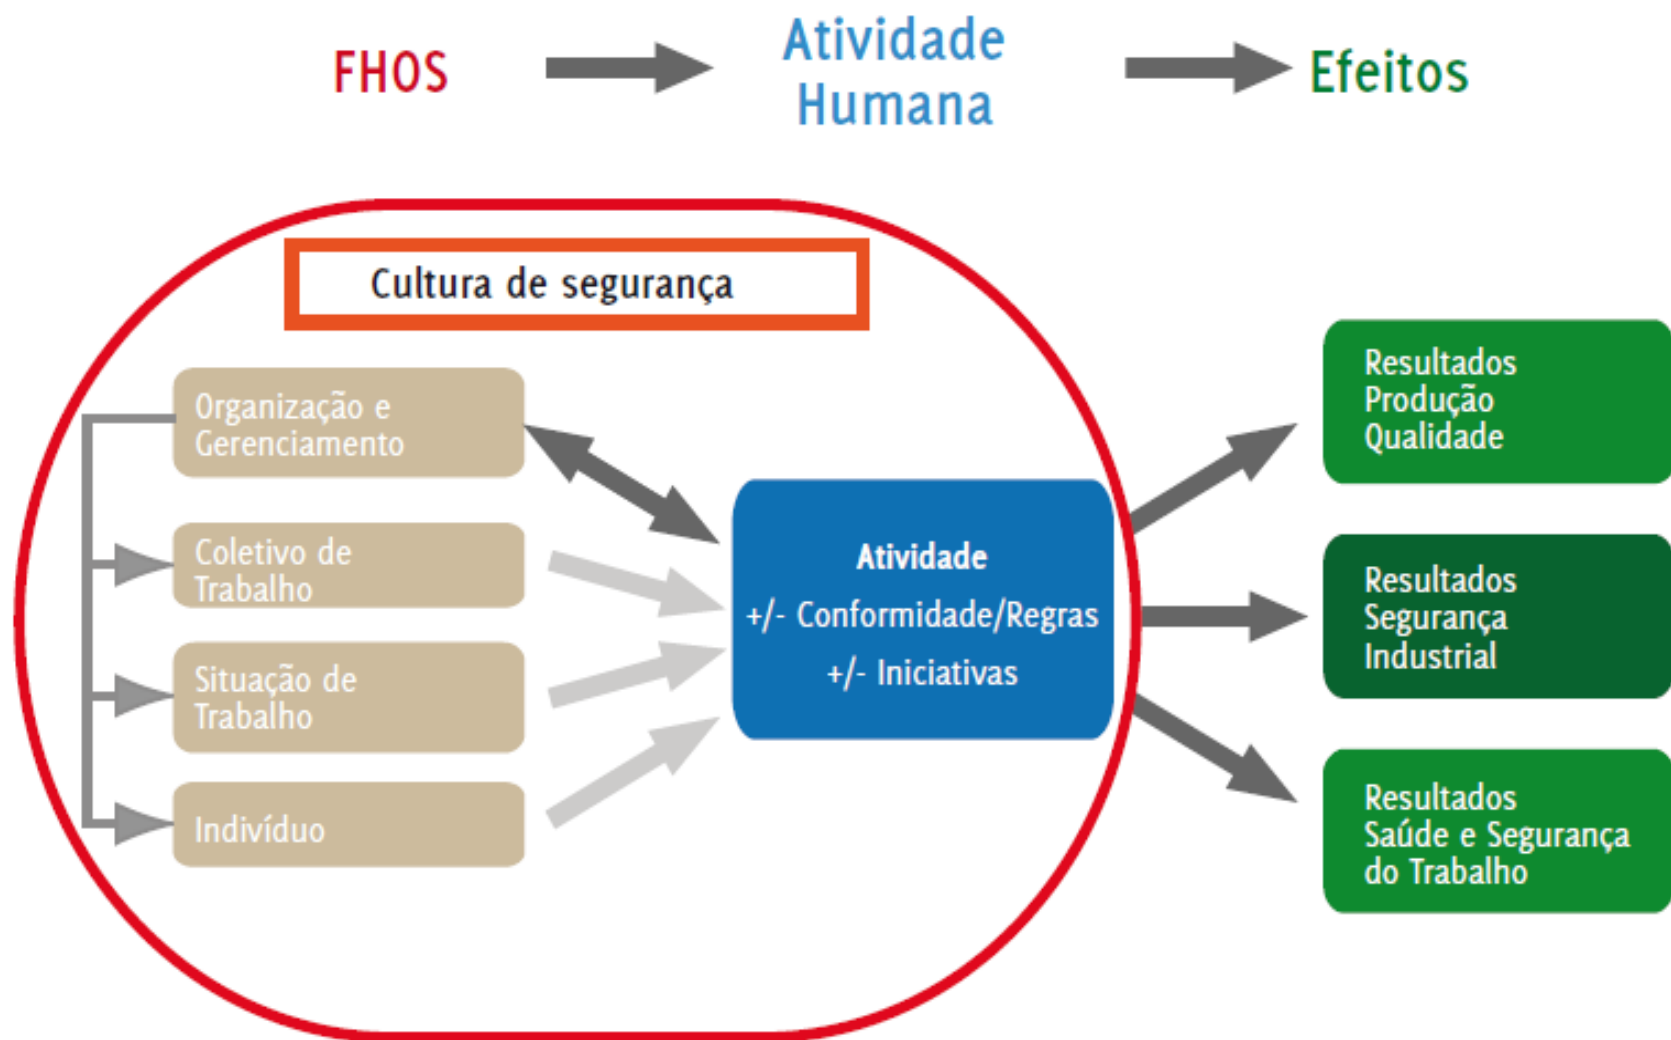 FHOS
Atividade
Humana
Efeitos
Cultura de segurança
Organização e
Gerenciamento
Coletivo de
Trabalho
Situação de
Trabalho
Indivíduo
Atividade
+/- Conformidade/Regras
+/- Iniciativas
Resultados
Produção
Qualidade
Resultados
Segurança
Industrial
Resultados
Saúde e Segurança
do Trabalho